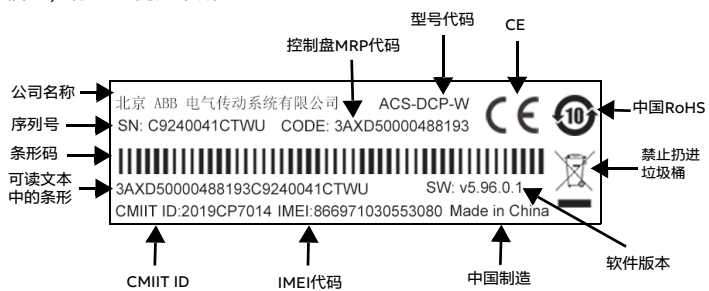 型号代码
CE
控制盘MRP代码
公司名称
北京 ABB 电气传动系统有限公司 ACS-DCP-W
CE
10
中国RoHS
序列号
SN: C9240041CTWU CODE: 3AXD50000488193
条形码
禁止扔进
垃圾桶
可读文本
中的条形
3AXD50000488193C9240041CTWU SW: v5.96.0.1
CMIIT ID:2019CP7014 IMEI:866971030553080 Made in China
软件版本
CMIIT ID
IMEI代码
中国制造